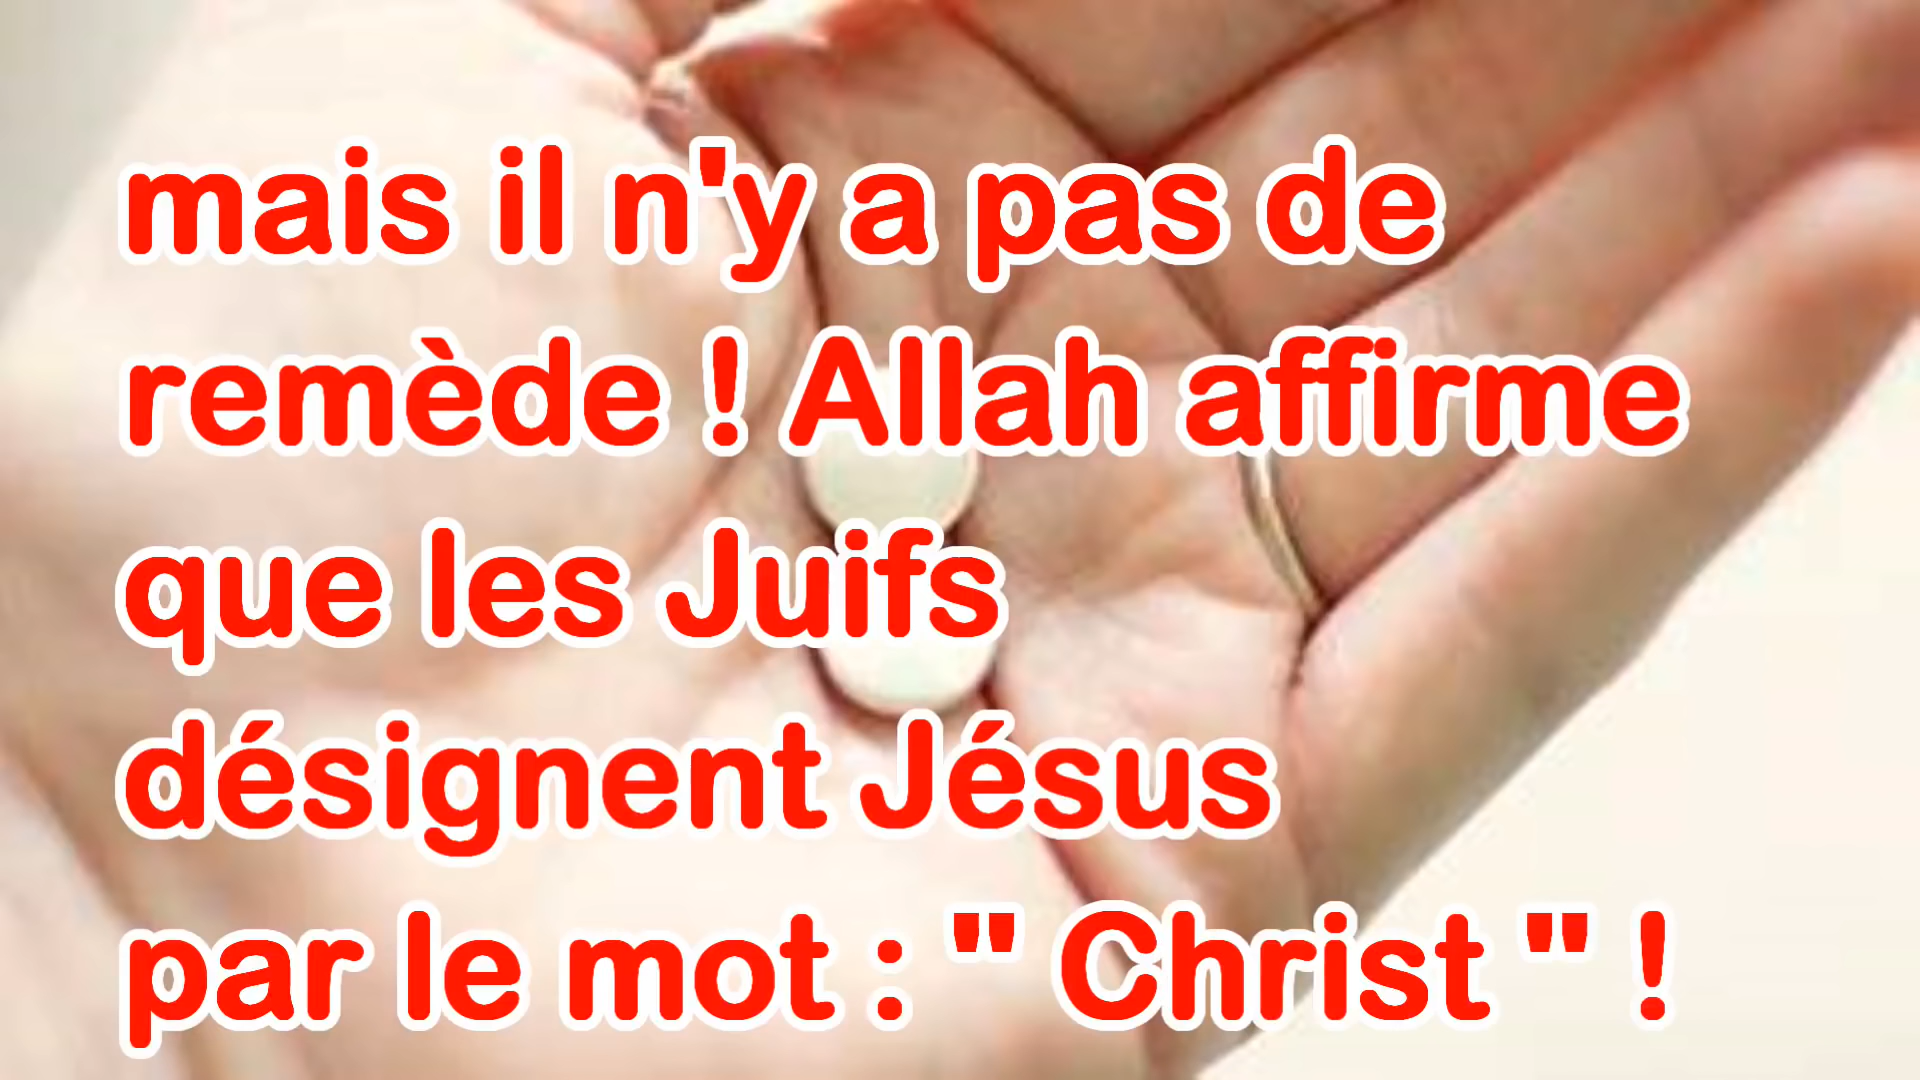 mais il n'y a pas de
remède ! Allah affirme
que les Juifs
désignent Jésus
par le mot : " Christ " !